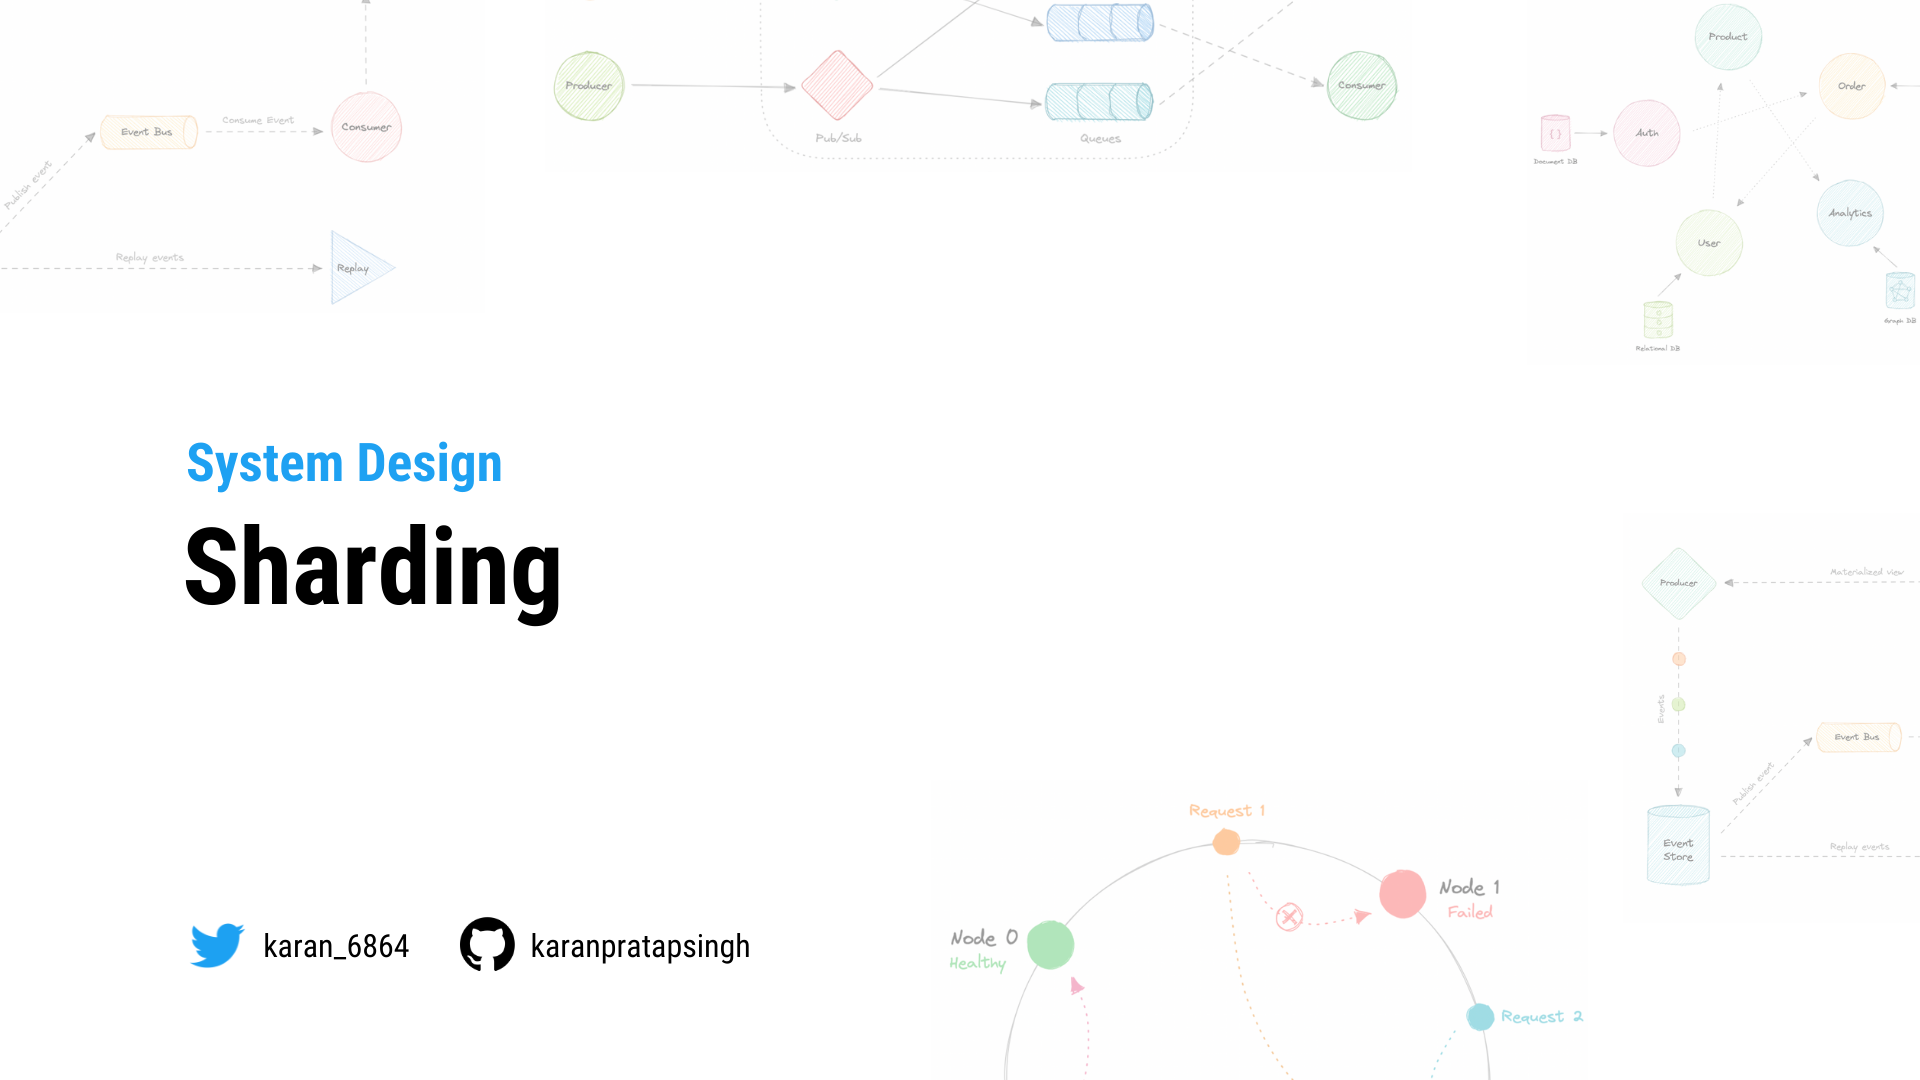 Publish event
Event Bus
Consume Event
Consumer
Replay events
Replay
Producer
Pub/Sub
Queues
Consumer
Product
Order
Auth
Document DB
{ }
Analytics
User
Graph DB
Relational DB
System Design
Sharding
karan_6864
karanpratapsingh
Producer
Materialized view
Events
Publish event
Event Bus
Event
Store
Replay events
Request 1
Node 1
Failed
Node 0
Healthy
Request 2